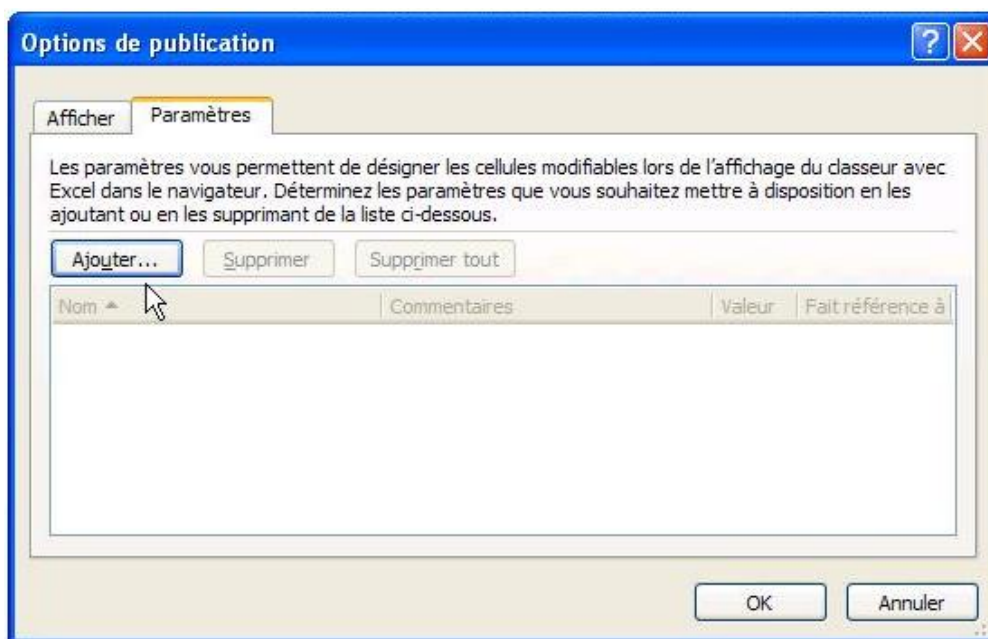 Options de publication
Afficher Paramètres
Les paramètres vous permettent de désigner les cellules modifiables lors de l'affichage du classeur avec
Excel dans le navigateur. Déterminez les paramètres que vous souhaitez mettre à disposition en les
ajoutant ou en les supprimant de la liste ci-dessous.
Ajouter... Supprimer Supprimer tout
Nom Commentaires Valeur Fait référence à
OK Annuler